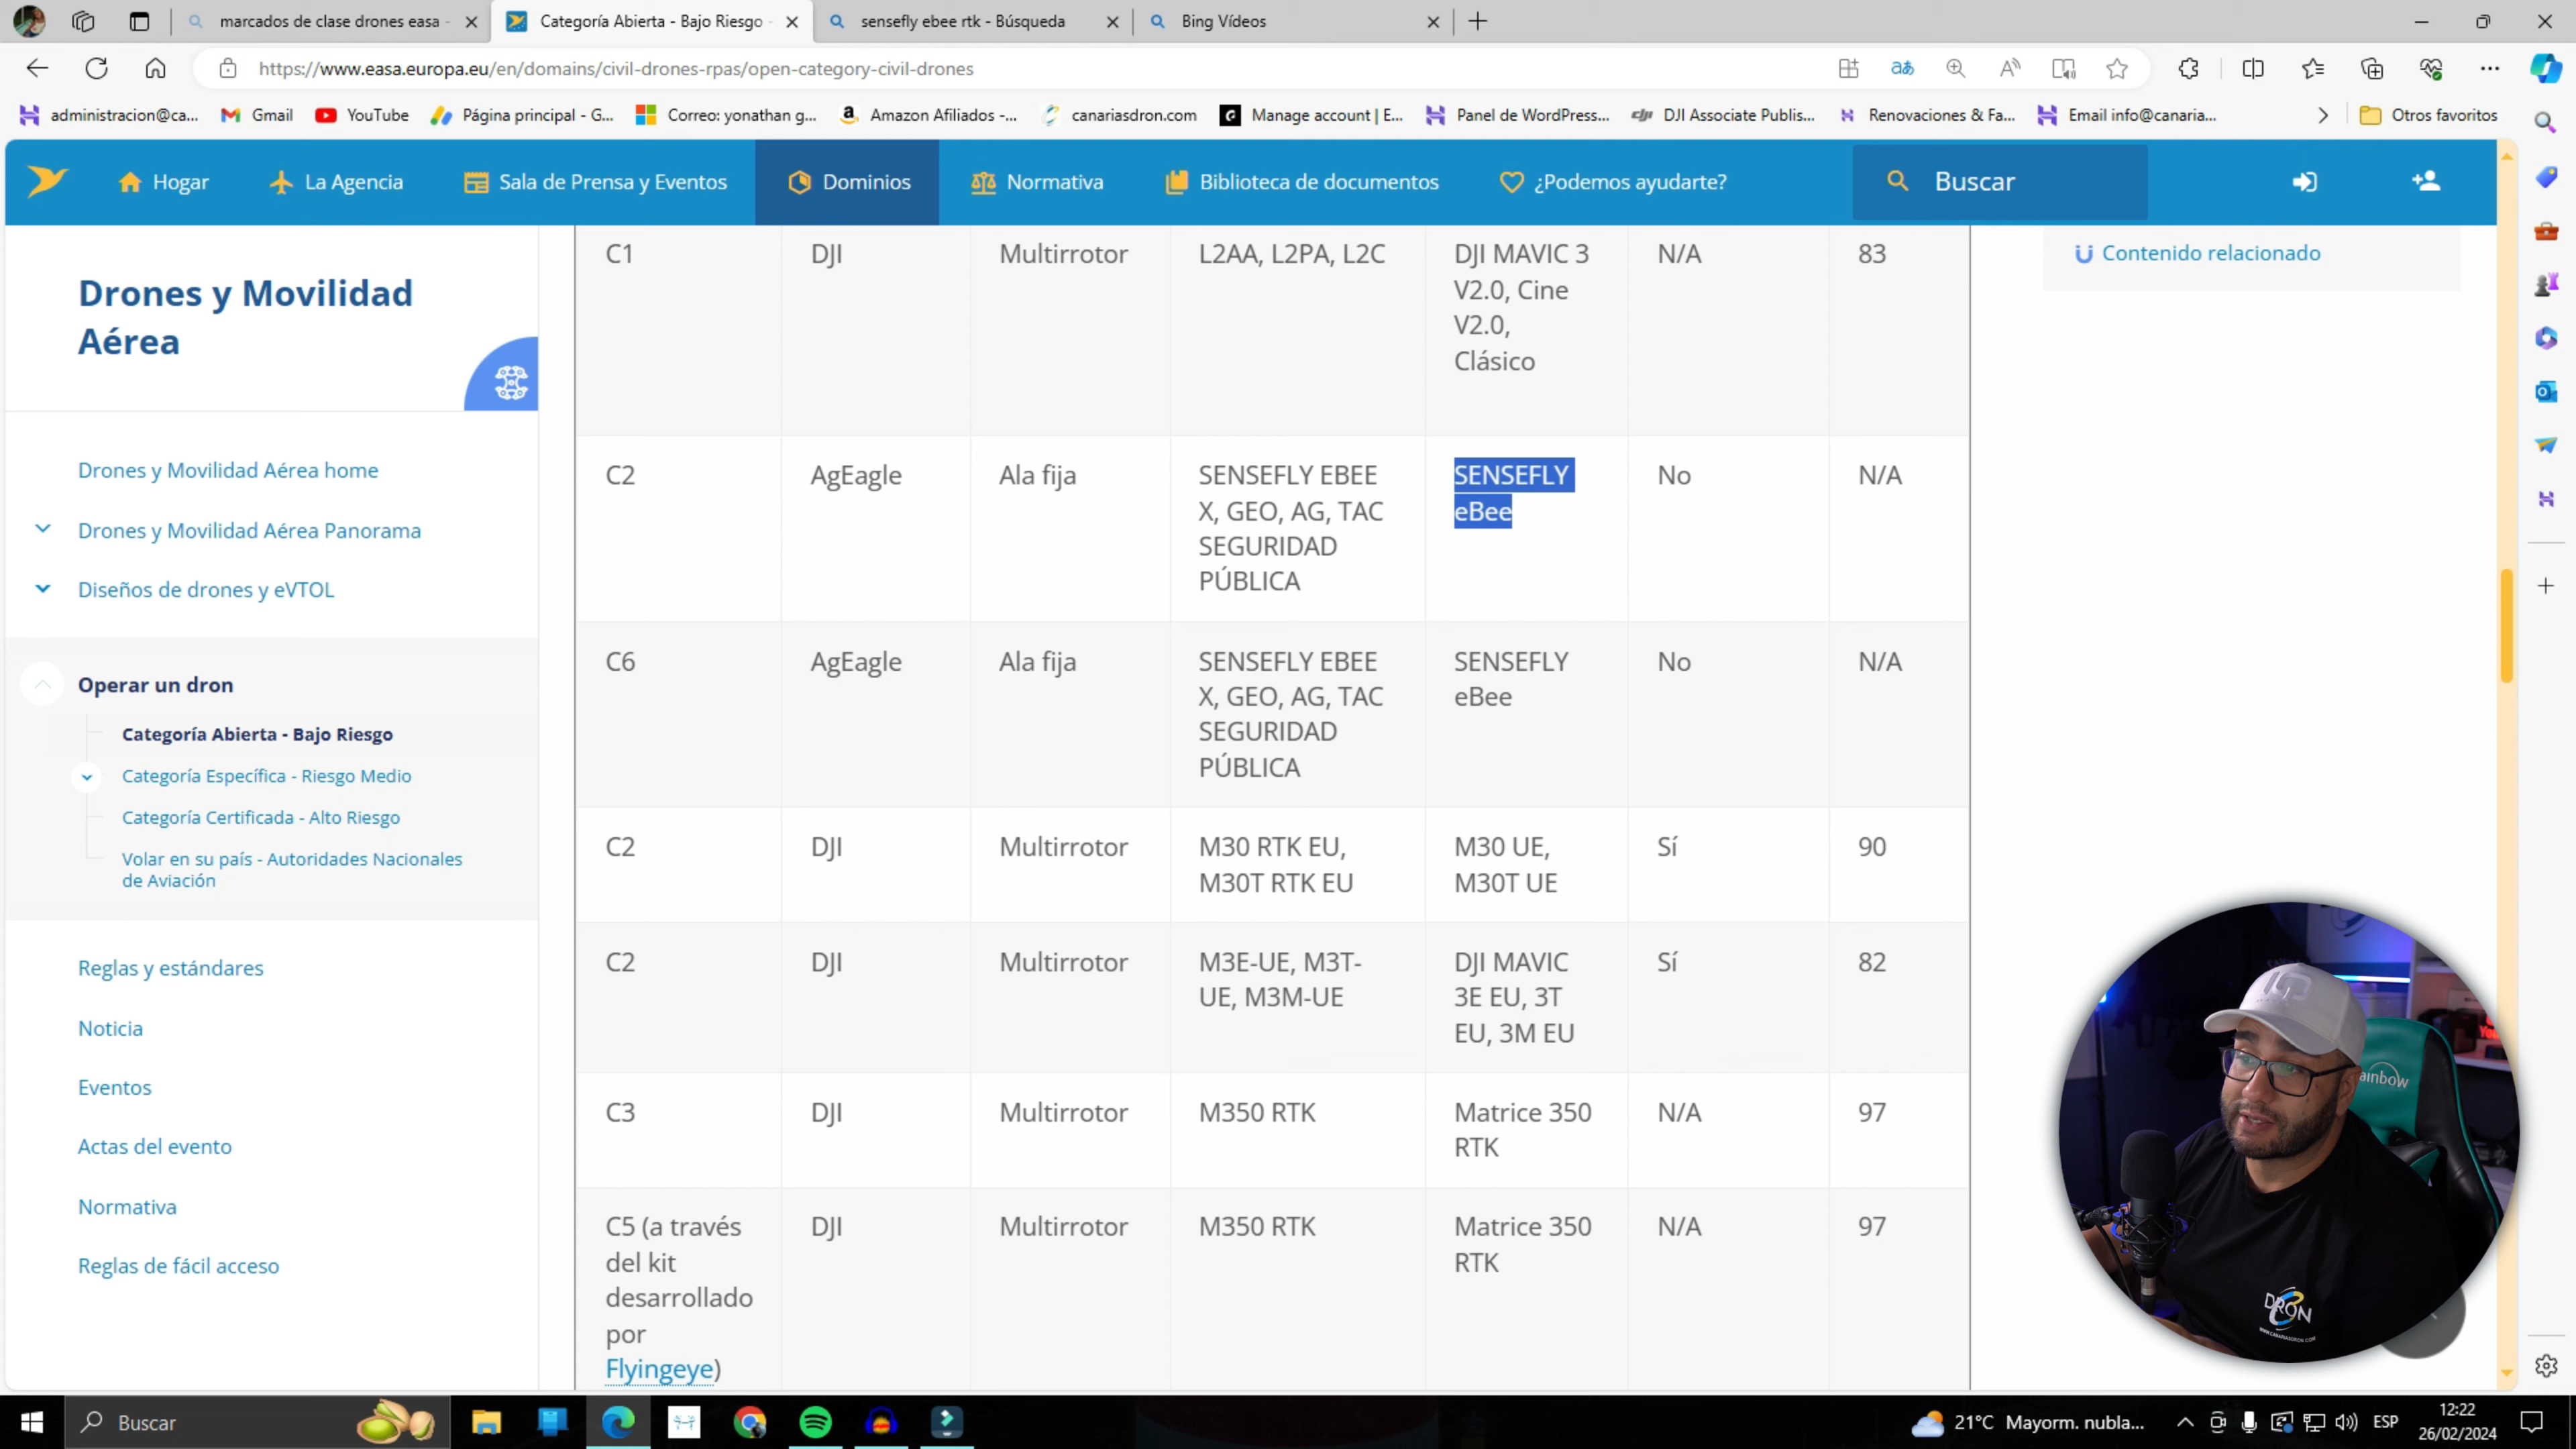 marcados de clase drones easa -
Categoría Abierta - Bajo Riesgo -
sensefly ebee rtk - Búsqueda
Bing Vídeos
https://www.easa.europa.eu/en/domains/civil-drones-rpas/open-category-civil-drones
administracion@ca...
Gmail
YouTube
Página principal - G...
Correo: yonathan g...
Amazon Afiliados -...
canariasdron.com
Manage account | E...
Panel de WordPress...
DJI Associate Publis...
Renovaciones & Fa...
Email info@canaria...
Otros favoritos
Hogar
La Agencia
Sala de Prensa y Eventos
Dominios
Normativa
Biblioteca de documentos
¿Podemos ayudarte?
Buscar
Drones y Movilidad
Aérea
Drones y Movilidad Aérea home
Drones y Movilidad Aérea Panorama
Diseños de drones y eVTOL
Operar un dron
Categoría Abierta - Bajo Riesgo
Categoría Específica - Riesgo Medio
Categoría Certificada - Alto Riesgo
Volar en su país - Autoridades Nacionales
de Aviación
Reglas y estándares
Noticia
Eventos
Actas del evento
Normativa
Reglas de fácil acceso
C1
DJI
Multirrotor
L2AA, L2PA, L2C
DJI MAVIC 3
V2.0, Cine
V2.0,
Clásico
N/A
83
C2
AgEagle
Ala fija
SENSEFLY EBEE
X, GEO, AG, TAC
SEGURIDAD
PÚBLICA
SENSEFLY
eBee
No
N/A
C6
AgEagle
Ala fija
SENSEFLY EBEE
X, GEO, AG, TAC
SEGURIDAD
PÚBLICA
SENSEFLY
eBee
No
N/A
C2
DJI
Multirrotor
M30 RTK EU,
M30T RTK EU
M30 UE,
M30T UE
Sí
90
C2
DJI
Multirrotor
M3E-UE, M3T-
UE, M3M-UE
DJI MAVIC
3E EU, 3T
EU, 3M EU
Sí
82
C3
DJI
Multirrotor
M350 RTK
Matrice 350
RTK
N/A
97
C5 (a través
del kit
desarrollado
por
Flyingeye)
DJI
Multirrotor
M350 RTK
Matrice 350
RTK
N/A
97
Contenido relacionado
ainbow
DRON
WWW.CANARIASDRON.COM
Buscar
21°C Mayorm. nubla...
ESP
12:22
26/02/2024